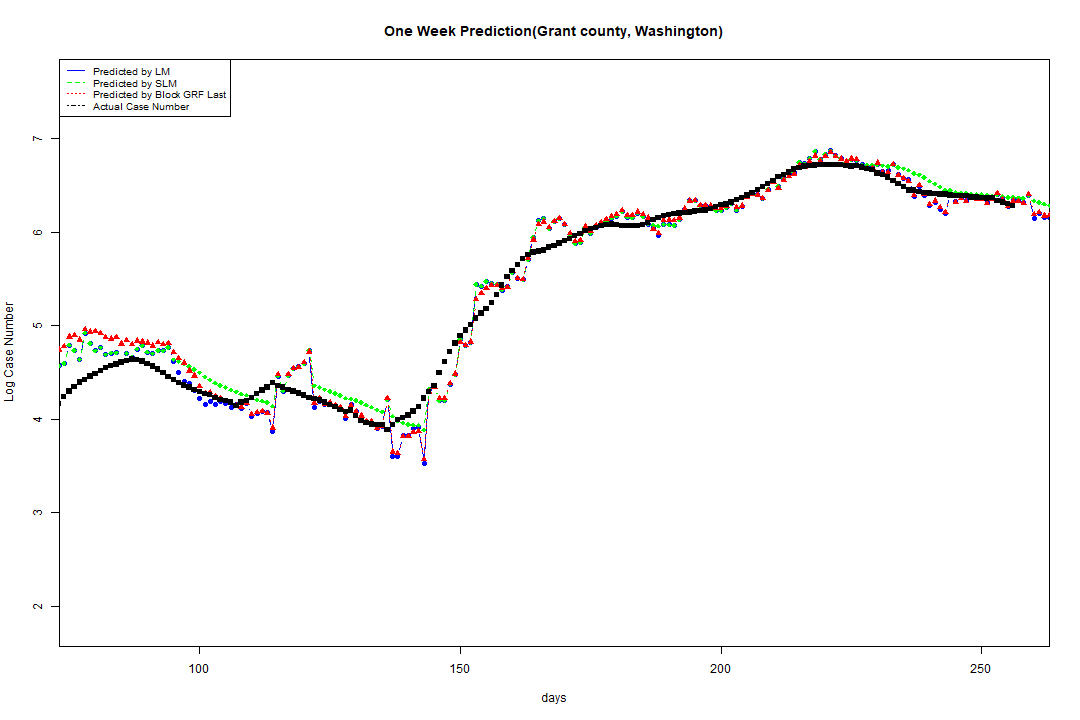 One Week Prediction(Grant county, Washington)
Predicted by LM
Predicted by SLM
Predicted by Block GRF Last
Actual Case Number
7
6
5
4
3
2
Log Case Number
100 150 200 250
days